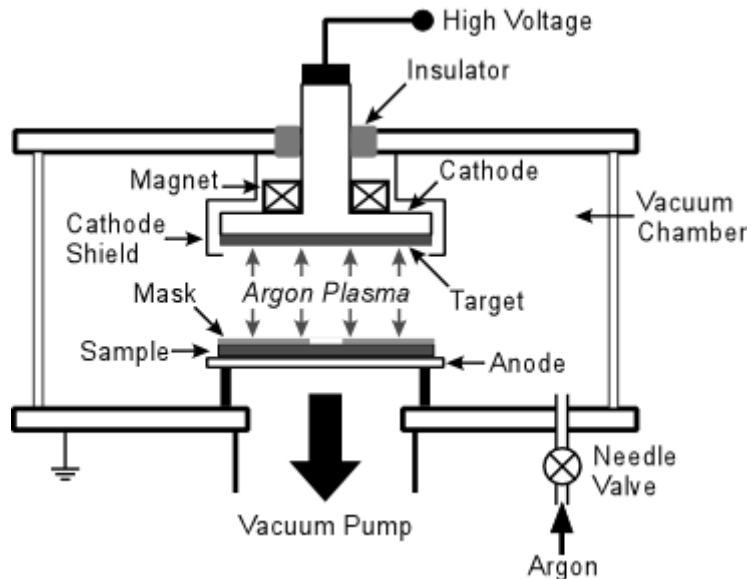 High Voltage
Insulator
Magnet
Cathode
Cathode
Shield
Vacuum
Chamber
Mask
Argon Plasma
Target
Sample
Anode
Needle
Valve
Vacuum Pump
Argon